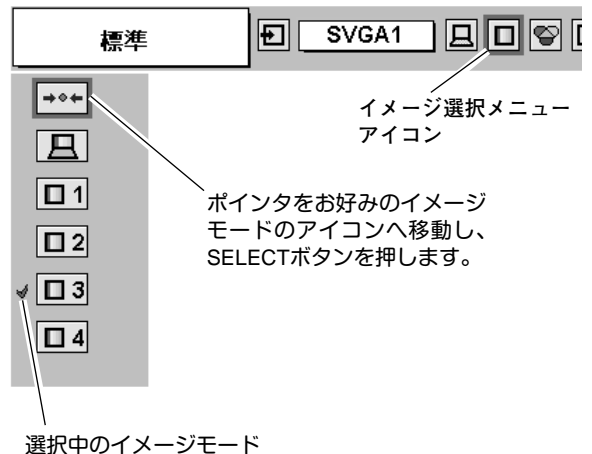 標準
SVGA1
イメージ選択メニュー
アイコン
ポインタをお好みのイメージ
モードのアイコンへ移動し、
SELECTボタンを押します。
1
2
3
4
選択中のイメージモード